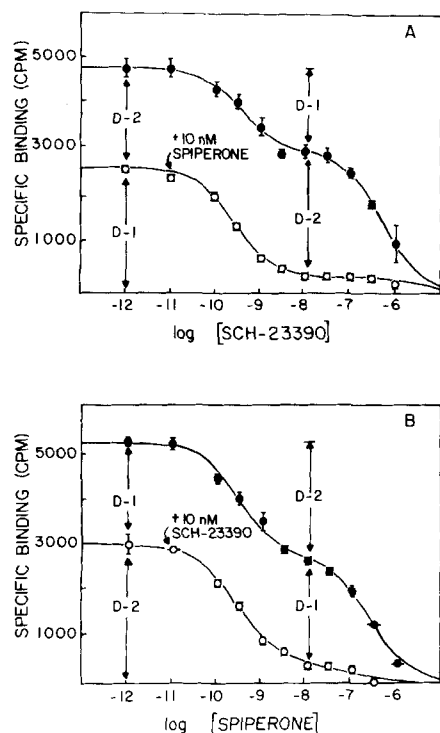 A
SPECIFIC BINDING (CPM)
5000
3000
1000
D-2
D-1
+10 nM
SPIPERONE
D-1
D-2
-12 -11 -10 -9 -8 -7 -6
log [SCH-23390]
B
SPECIFIC BINDING (CPM)
5000
3000
1000
D-1
D-2
+10 nM
SCH-23390
D-2
D-1
-12 -11 -10 -9 -8 -7 -6
log [SPIPERONE]